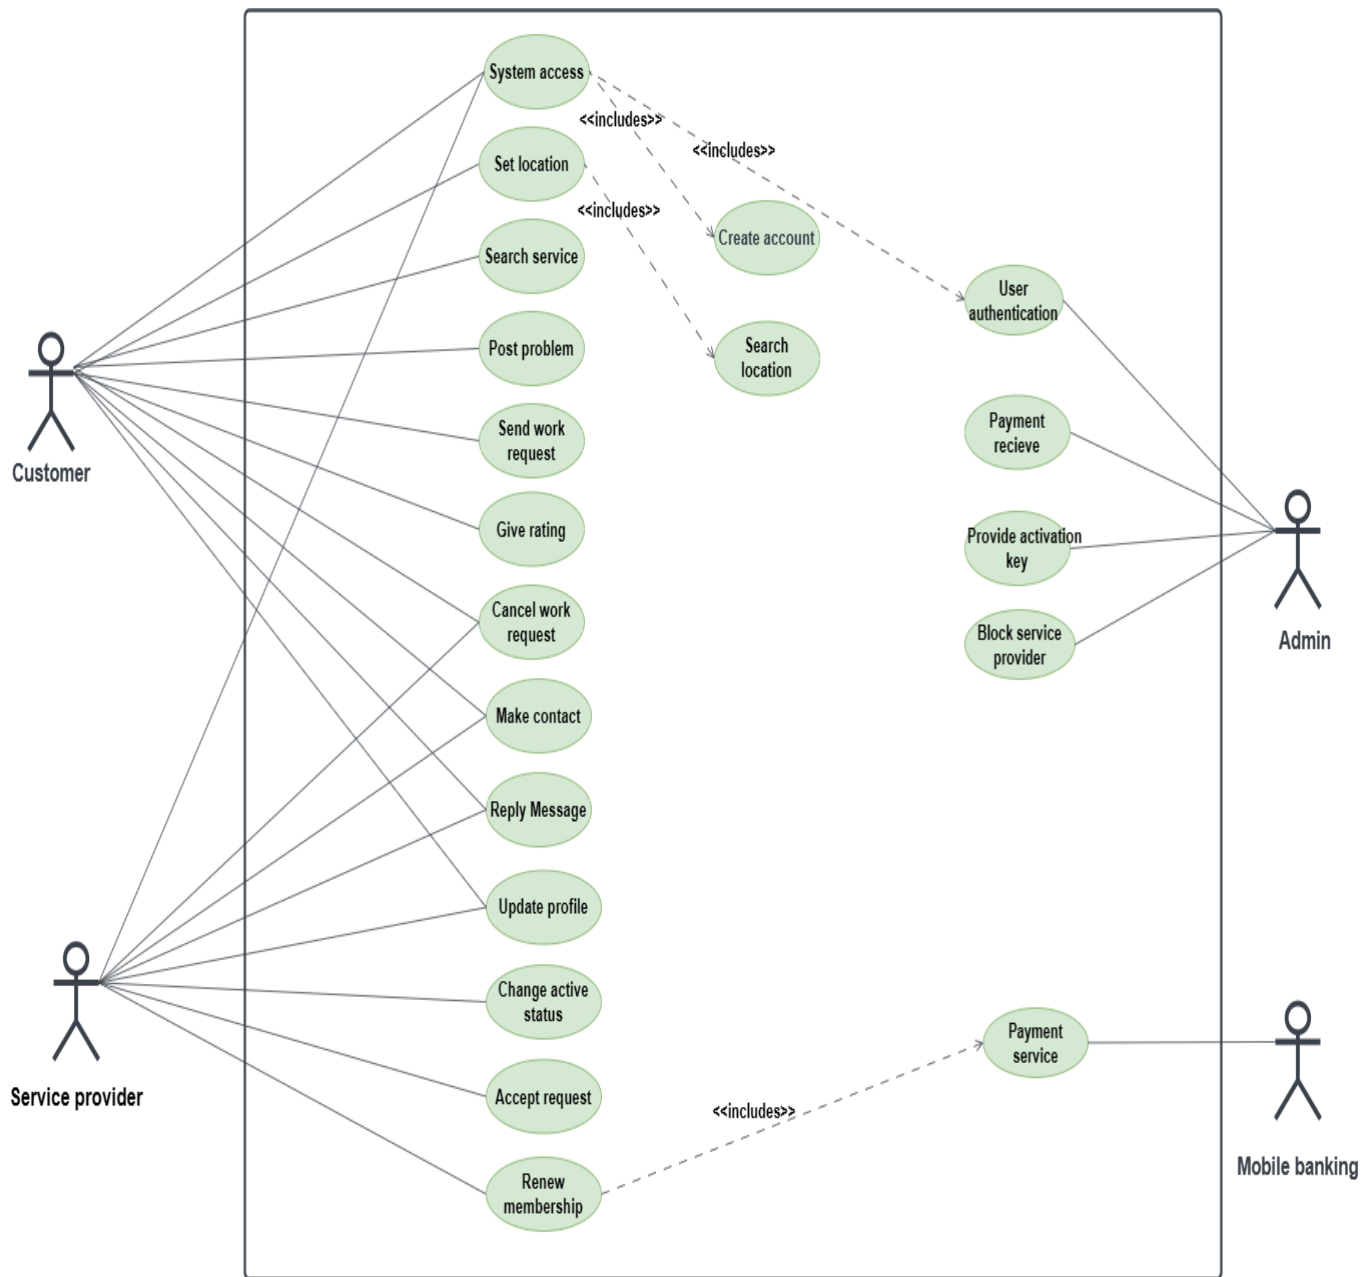 System access
<<includes>>
<<includes>>
Set location
<<includes>>
Create account
Search service
User
authentication
Post problem
Search
location
Customer
Send work
request
Payment
recieve
Give rating
Provide activation
key
Cancel work
request
Block service
provider
Admin
Make contact
Reply Message
Update profile
Change active
status
Service provider
Payment
service
Accept request
<<includes>>
Mobile banking
Renew
membership